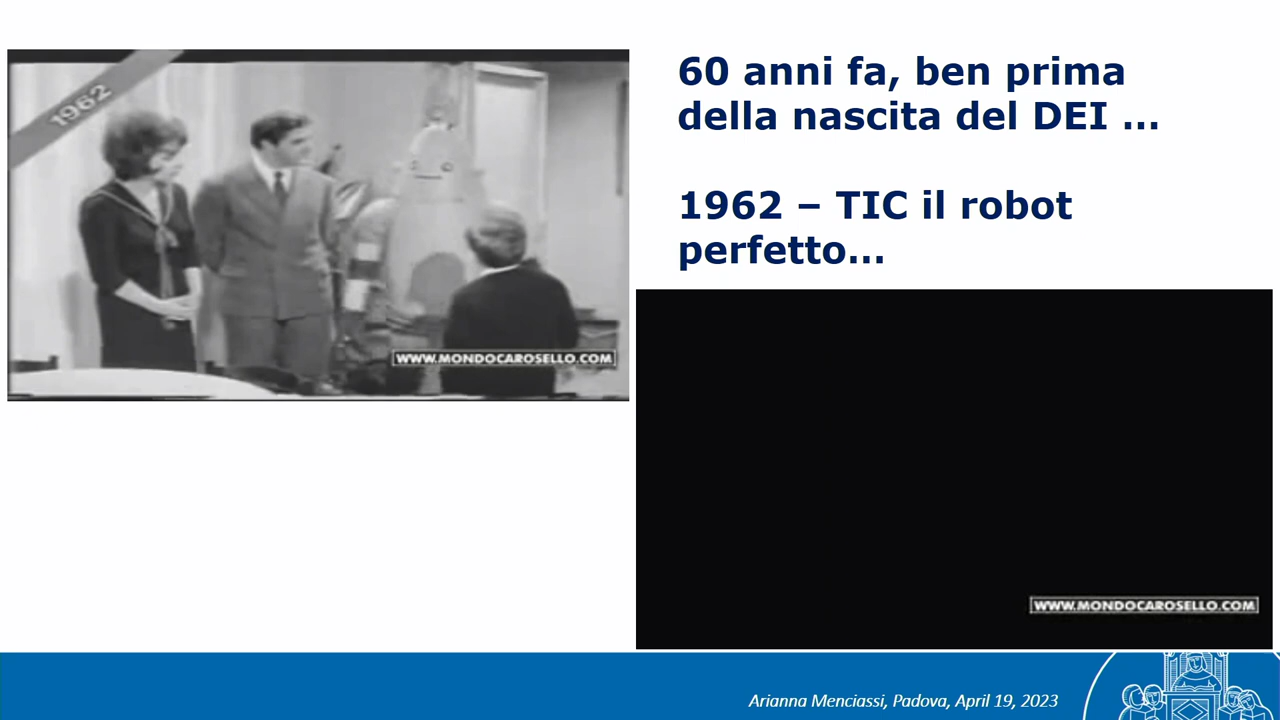 1962
WWW.MONDOCAROSELLO.COM
60 anni fa, ben prima
della nascita del DEI ...
1962 – TIC il robot
perfetto...
WWW.MONDOCAROSELLO.COM
Arianna Menciassi, Padova, April 19, 2023